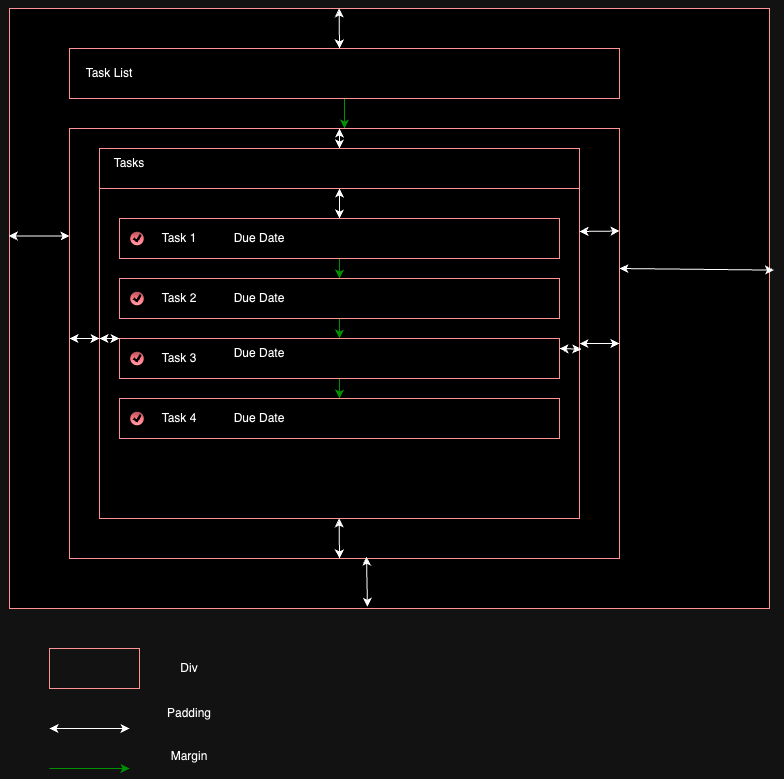 Task List
Tasks
Task 1 Due Date
Task 2 Due Date
Task 3 Due Date
Task 4 Due Date
Div
Padding
Margin